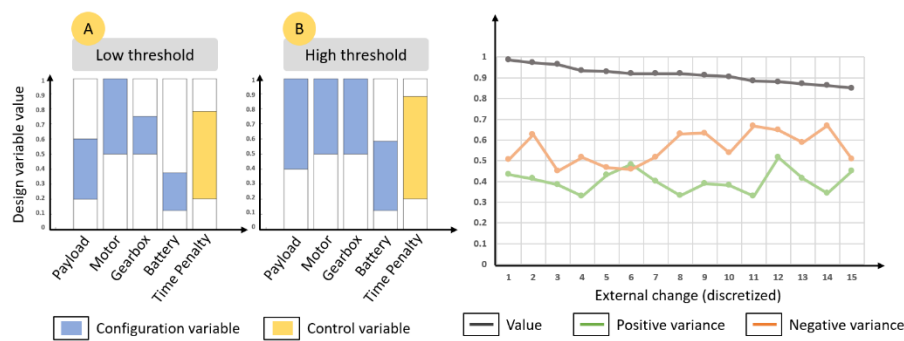 A
Low threshold
B
High threshold
Design variable value
1
0.9
0.8
0.7
0.6
0.5
0.4
0.3
0.2
0.1
0
Payload
Motor
Gearbox
Battery
Time Penalty
1
0.9
0.8
0.7
0.6
0.5
0.4
0.3
0.2
0.1
0
Payload
Motor
Gearbox
Battery
Time Penalty
Configuration variable
Control variable
1
0.9
0.8
0.7
0.6
0.5
0.4
0.3
0.2
0.1
0
1 2 3 4 5 6 7 8 9 10 11 12 13 14 15
External change (discretized)
Value
Positive variance
Negative variance